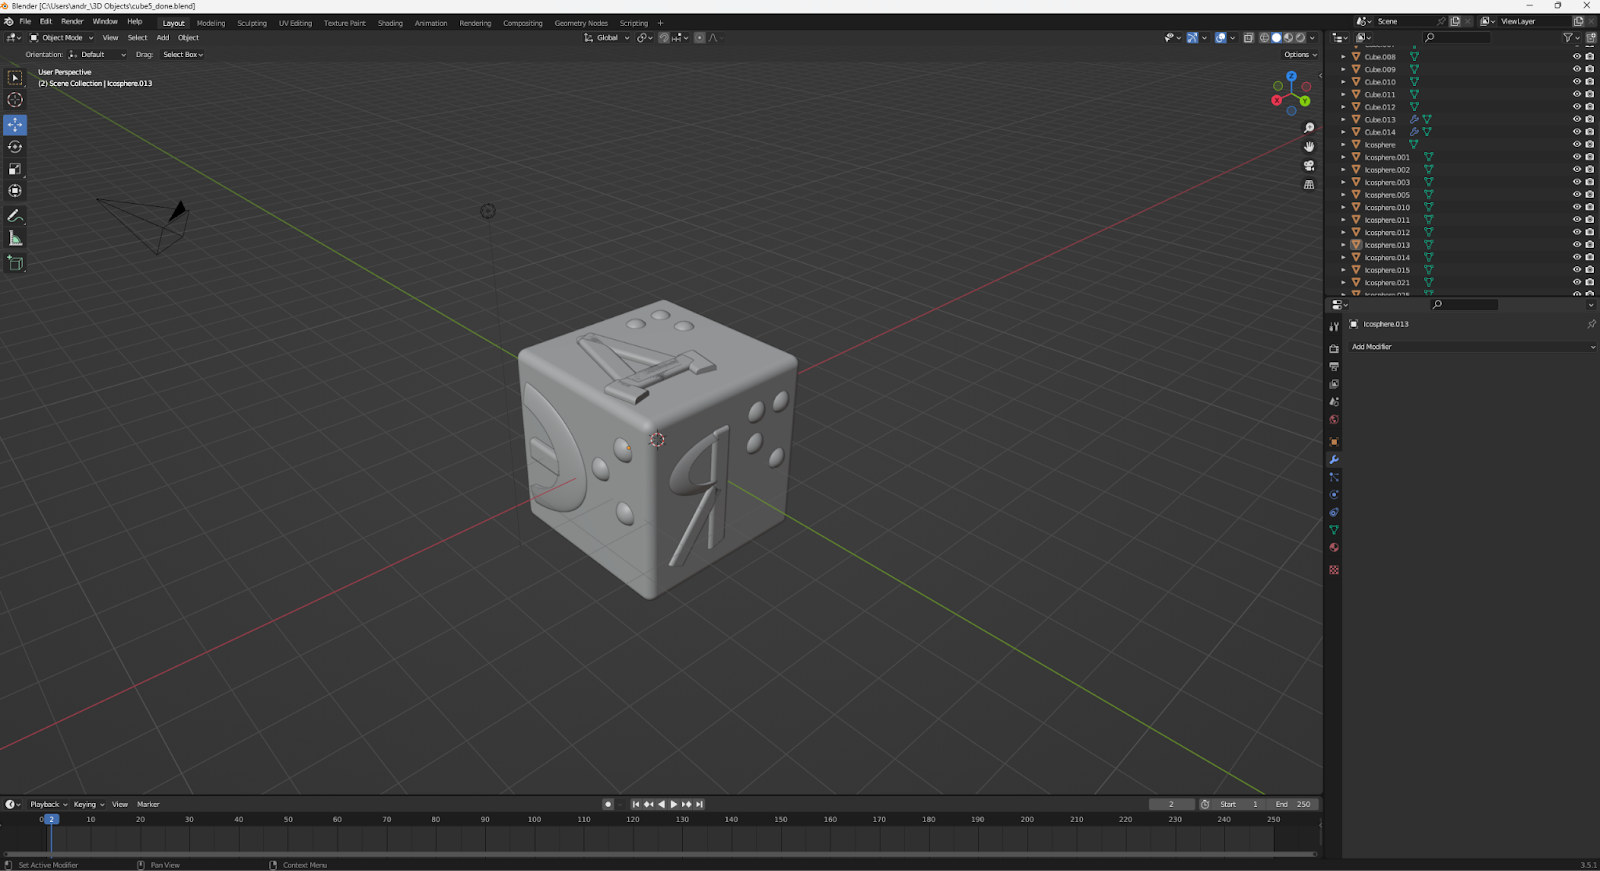 Blender [C:\Users\andr_\3D Objects\cube5_done.blend]
File Edit Render Window Help Layout Modeling Sculpting UV Editing Texture Paint Shading Animation Rendering Compositing Geometry Nodes Scripting + Scene ViewLayer
Object Mode View Select Add Object Global
Orientation: Default Drag: Select Box Options
User Perspective
(2) Scene Collection | Icosphere.013
Z
X Y
Cube.008
Cube.009
Cube.010
Cube.011
Cube.012
Cube.013
Cube.014
Icosphere
Icosphere.001
Icosphere.002
Icosphere.003
Icosphere.005
Icosphere.010
Icosphere.011
Icosphere.012
Icosphere.013
Icosphere.014
Icosphere.015
Icosphere.021
Icosphere.013
Add Modifier
Д
Э Я
Playback Keying View Marker 2 Start 1 End 250
0 2 10 20 30 40 50 60 70 80 90 100 110 120 130 140 150 160 170 180 190 200 210 220 230 240 250
Set Active Modifier Pan View Context Menu 3.5.1